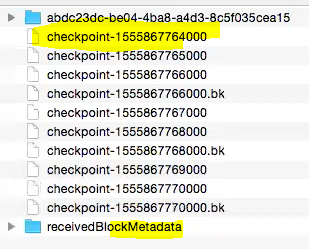 abdc23dc-be04-4ba8-a4d3-8c5f035cea15
checkpoint-1555867764000
checkpoint-1555867765000
checkpoint-1555867766000
checkpoint-1555867766000.bk
checkpoint-1555867767000
checkpoint-1555867768000
checkpoint-1555867768000.bk
checkpoint-1555867769000
checkpoint-1555867770000
checkpoint-1555867770000.bk
receivedBlockMetadata